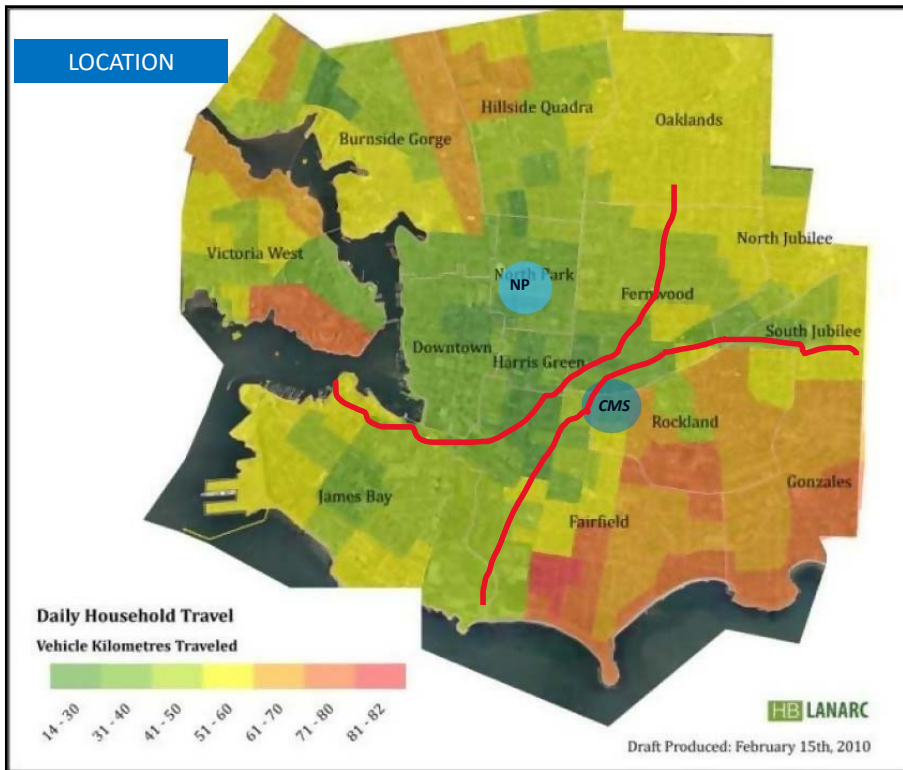 LOCATION
Hillside Quadra
Oaklands
Burnside Gorge
North Jubilee
Victoria West
North Park
NP
Fernwood
South Jubilee
Downtown
Harris Green
CMS
Rockland
Gonzales
James Bay
Fairfield
Daily Household Travel
Vehicle Kilometres Traveled
14 - 30
31 - 40
41 - 50
51 - 60
61 - 70
71 - 80
81 - 82
HB LANARC
Draft Produced: February 15th, 2010